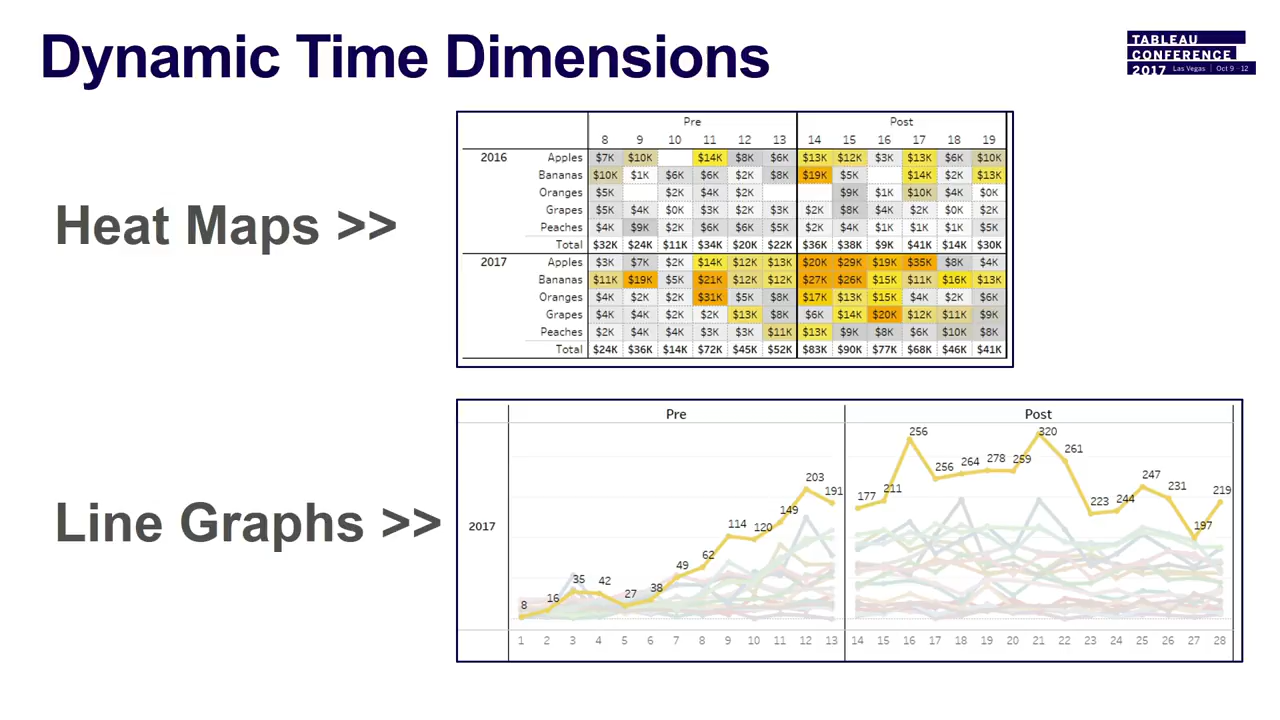 Dynamic Time Dimensions
TABLEAU
CONFERENCE
2017 Las Vegas | Oct 9 - 12
Pre Post
8 9 10 11 12 13 14 15 16 17 18 19
2016 Apples $7K $10K $14K $8K $6K $13K $12K $3K $13K $6K $10K
Bananas $10K $1K $6K $6K $2K $8K $19K $5K $14K $2K $13K
Oranges $5K $2K $4K $2K $9K $1K $10K $4K $0K
Grapes $5K $4K $0K $3K $2K $3K $2K $8K $4K $2K $0K $2K
Peaches $4K $9K $2K $6K $6K $5K $2K $4K $1K $1K $1K $5K
Total $32K $24K $11K $34K $20K $22K $36K $38K $9K $41K $14K $30K
2017 Apples $3K $7K $2K $14K $12K $13K $20K $29K $19K $35K $8K $4K
Bananas $11K $19K $5K $21K $12K $12K $27K $26K $15K $11K $16K $13K
Oranges $4K $2K $2K $31K $5K $8K $17K $13K $15K $4K $2K $6K
Grapes $4K $4K $2K $2K $13K $8K $6K $14K $20K $12K $11K $9K
Peaches $2K $4K $4K $3K $3K $11K $13K $9K $8K $6K $10K $8K
Total $24K $36K $14K $72K $45K $52K $83K $90K $77K $68K $46K $41K
Heat Maps >>
Line Graphs >>
Pre Post
2017
8 16 35 42 27 38 49 62 114 120 149 203 191 177 211 256 256 264 278 259 320 261 223 244 247 231 197 219
1 2 3 4 5 6 7 8 9 10 11 12 13 14 15 16 17 18 19 20 21 22 23 24 25 26 27 28